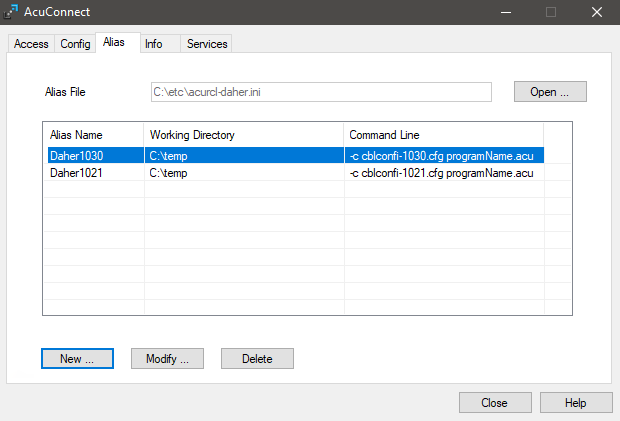 AcuConnect
Access Config Alias Info Services
Alias File C:\etc\acurcl-daher.ini Open ...
Alias Name Working Directory Command Line
Daher1030 C:\temp -c cblconfi-1030.cfg programName.acu
Daher1021 C:\temp -c cblconfi-1021.cfg programName.acu
New ... Modify ... Delete
Close Help